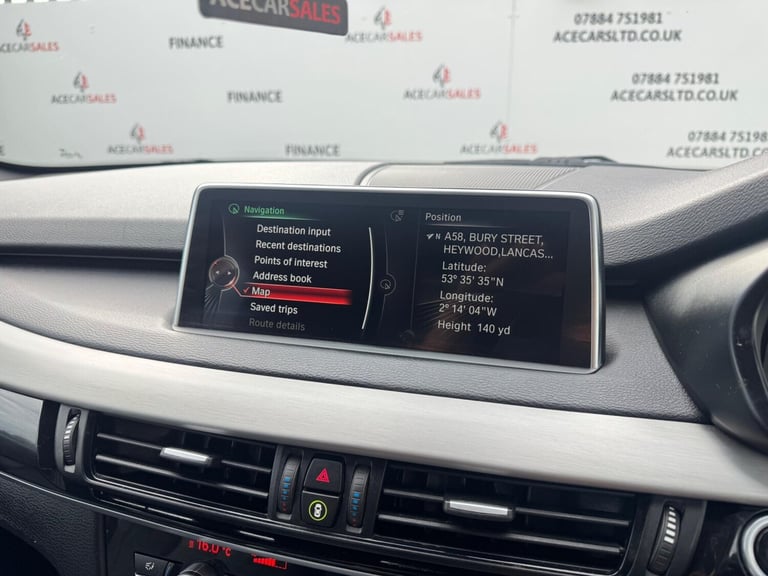 ACECARSALES
07884 751981
ACECARSLTD.CO.UK
ACECARSALES
FINANCE
ACECARSALES
07884 751981
ACECARSLTD.CO.UK
ACECARSALES
FINANCE
ACECARSALES
07884 751981
ACECARSLTD.CO.UK
ACECARSALES
FINANCE
ACECARSALES
Navigation
Destination input
Recent destinations
Points of interest
Address book
Map
Saved trips
Route details
Position
N A58, BURY STREET,
HEYWOOD,LANCAS...
Latitude:
53° 35' 35"N
Longitude:
2° 14' 04"W
Height 140 yd
16.0 °C